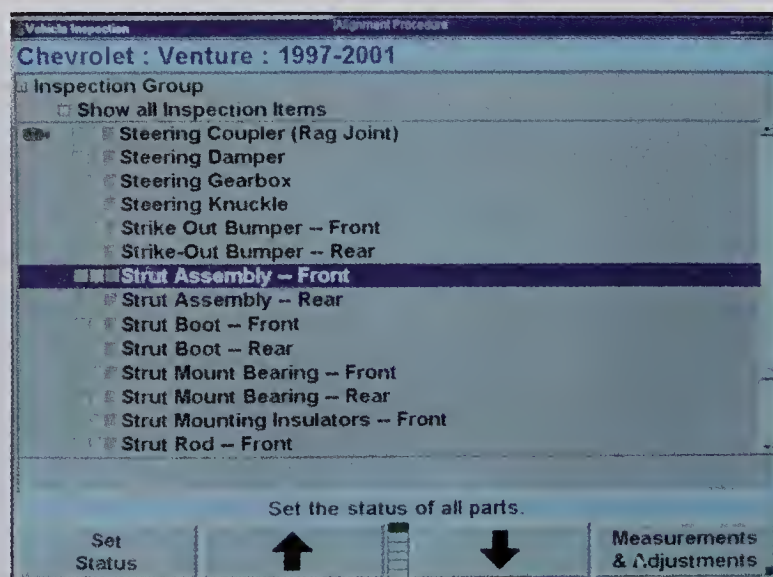 Vehicle Inspection
Alignment Procedure
Chevrolet : Venture : 1997-2001
Inspection Group
Show all Inspection Items
Steering Coupler (Rag Joint)
Steering Damper
Steering Gearbox
Steering Knuckle
Strike Out Bumper -- Front
Strike-Out Bumper -- Rear
Strut Assembly -- Front
Strut Assembly -- Rear
Strut Boot -- Front
Strut Boot -- Rear
Strut Mount Bearing -- Front
Strut Mount Bearing -- Rear
Strut Mounting Insulators -- Front
Strut Rod -- Front
Set the status of all parts.
Set
Status
Measurements
& Adjustments